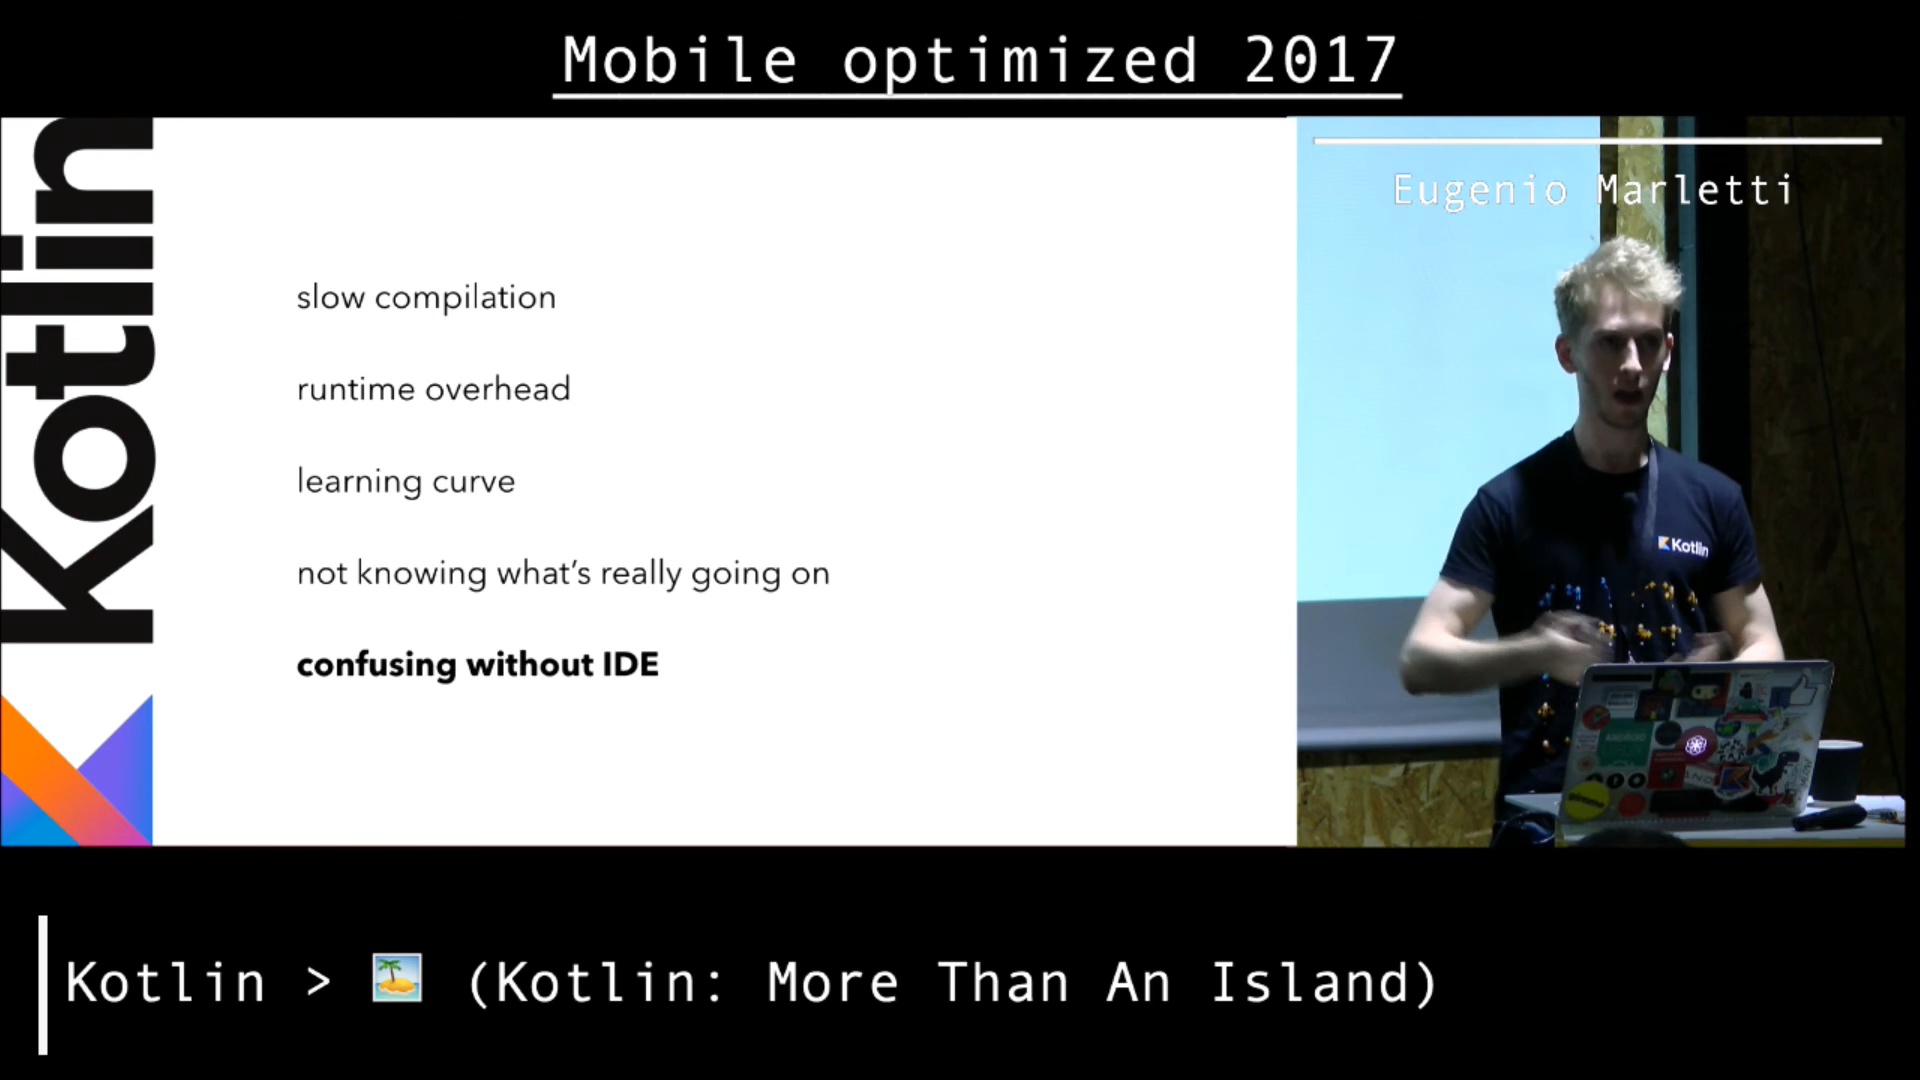 Mobile optimized 2017
Kotlin
slow compilation
runtime overhead
learning curve
not knowing what's really going on
confusing without IDE
Eugenio Marletti
Kotlin
Kotlin > 🏝 (Kotlin: More Than An Island)